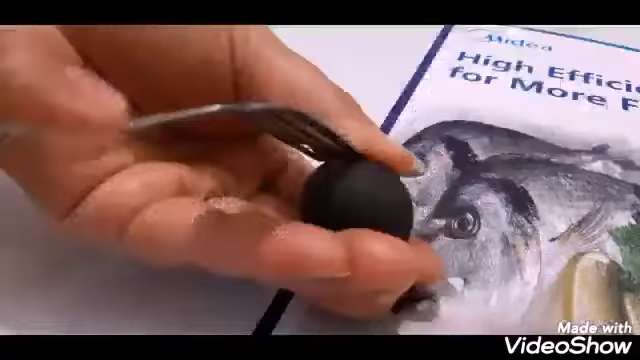 Midea
High Effici
for More F
Made with
VideoShow